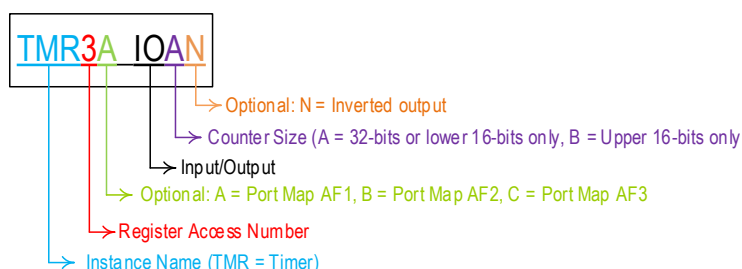 TMR3A_IOAN
Optional: N = Inverted output
Counter Size (A = 32-bits or lower 16-bits only, B = Upper 16-bits only
Input/Output
Optional: A = Port Map AF1, B = Port Map AF2, C = Port Map AF3
Register Access Number
Instance Name (TMR = Timer)